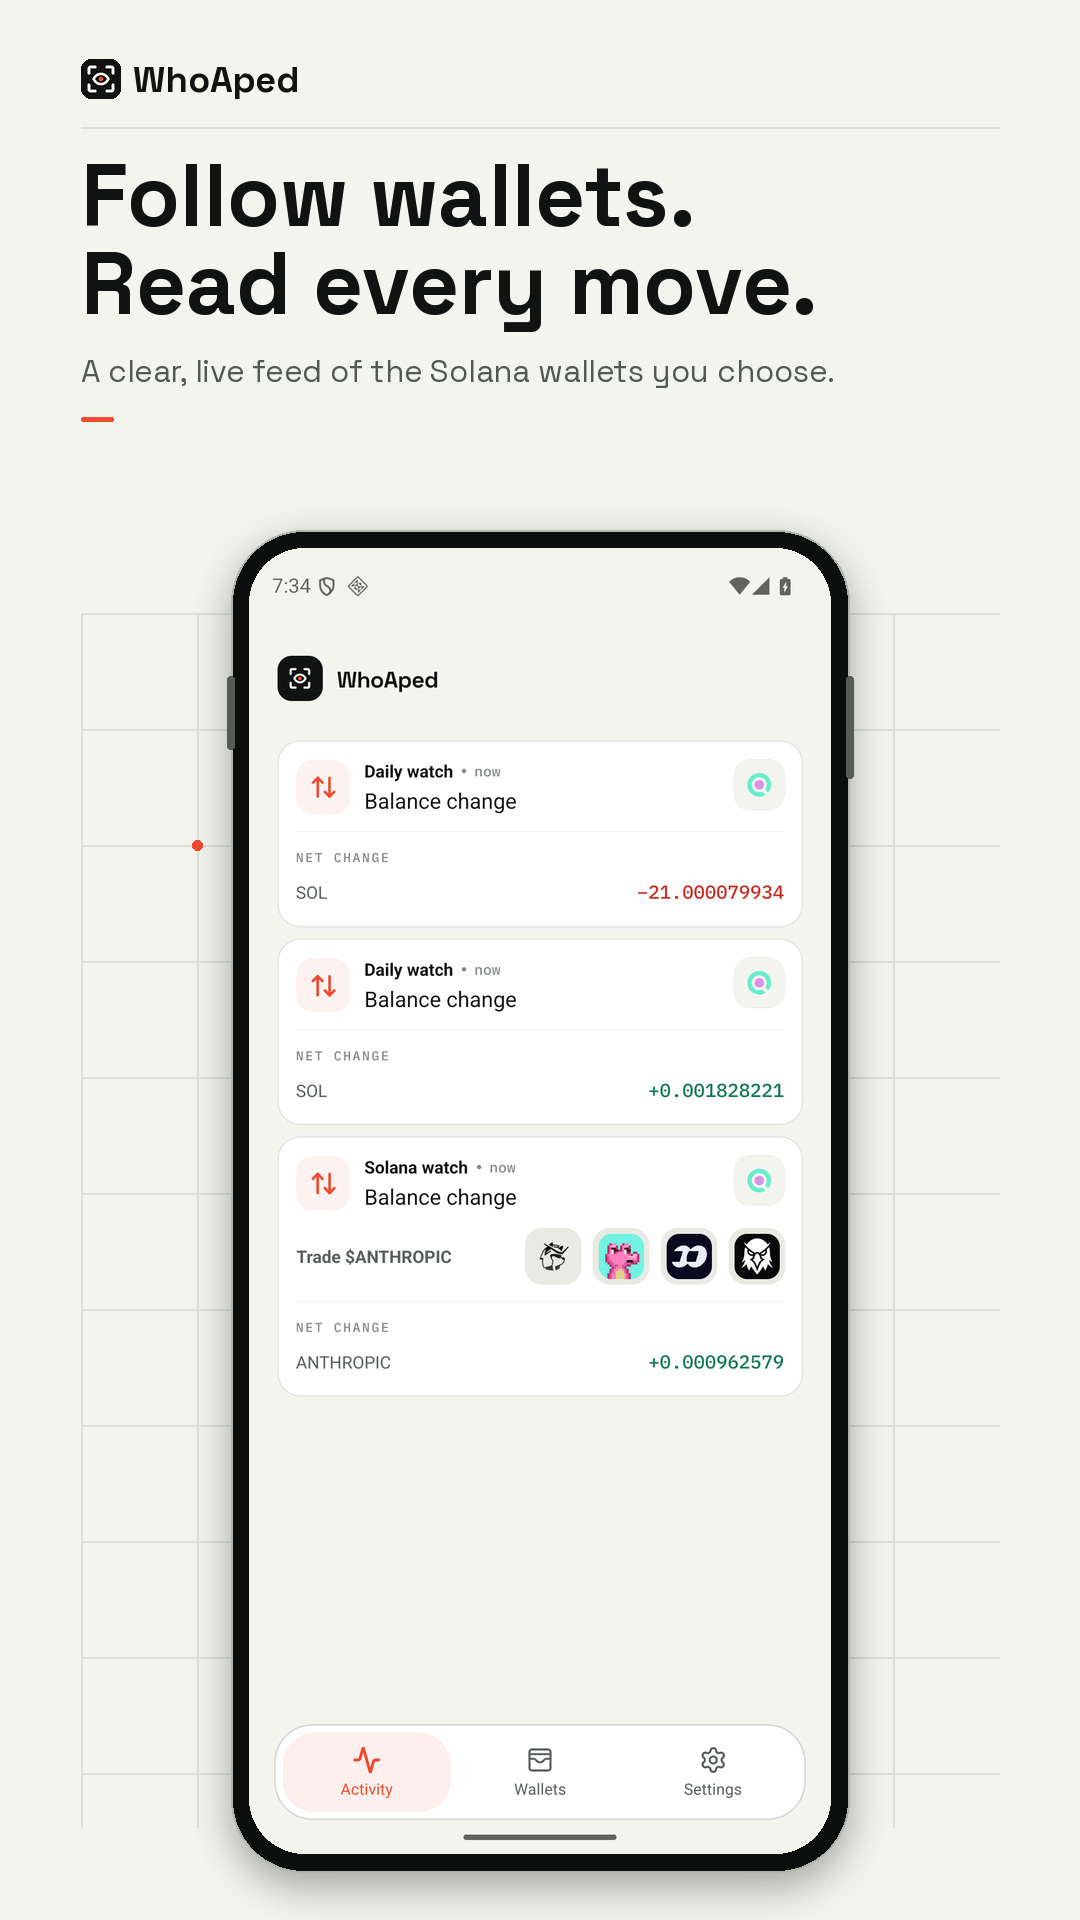 WhoAped
Follow wallets.
Read every move.
A clear, live feed of the Solana wallets you choose.
7:34
WhoAped
Daily watch • now
Balance change
NET CHANGE
SOL −21.000079934
Daily watch • now
Balance change
NET CHANGE
SOL +0.001828221
Solana watch • now
Balance change
Trade $ANTHROPIC
NET CHANGE
ANTHROPIC +0.000962579
Activity Wallets Settings